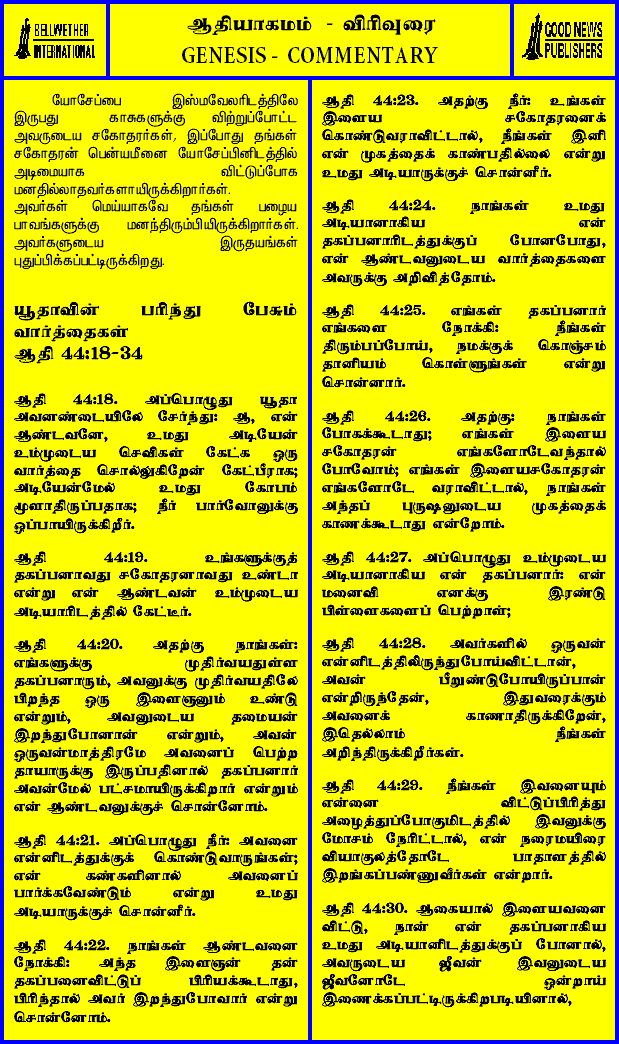 BELLWETHER
INTERNATIONAL
ஆதியாகமம் - விரிவுரை
GENESIS - COMMENTARY
GOOD NEWS
PUBLISHERS
யோசேப்பை இஸ்மவேலரிடத்திலே
இருபது காசுகளுக்கு விற்றுப்போட்ட
அவருடைய சகோதரர்கள், இப்போது தங்கள்
சகோதரன் பென்யமீனை யோசேப்பினிடத்தில்
அடிமையாக விட்டுப்போக
மனதில்லாதவர்களாயிருக்கிறார்கள்.
அவர்கள் மெய்யாகவே தங்கள் பழைய
பாவங்களுக்கு மனந்திரும்பியிருக்கிறார்கள்.
அவர்களுடைய இருதயங்கள்
புதுப்பிக்கப்பட்டிருக்கிறது.
யூதாவின் பரிந்து பேசும்
வார்த்தைகள்
ஆதி 44:18-34
ஆதி 44:18. அப்பொழுது யூதா
அவனண்டையிலே சேர்ந்து: ஆ, என்
ஆண்டவனே, உமது அடியேன்
உம்முடைய செவிகள் கேட்க ஒரு
வார்த்தை சொல்லுகிறேன் கேட்பீராக;
அடியேன்மேல் உமது கோபம்
மூளாதிருப்பதாக; நீர் பார்வோனுக்கு
ஒப்பாயிருக்கிறீர்.
ஆதி 44:19. உங்களுக்குத்
தகப்பனாவது சகோதரனாவது உண்டா
என்று என் ஆண்டவன் உம்முடைய
அடியாரிடத்தில் கேட்டீர்.
ஆதி 44:20. அதற்கு நாங்கள்:
எங்களுக்கு முதிர்வயதுள்ள
தகப்பனாரும், அவனுக்கு முதிர்வயதிலே
பிறந்த ஒரு இளைஞனும் உண்டு
என்றும், அவனுடைய தமையன்
இறந்துபோனான் என்றும், அவன்
ஒருவன்மாத்திரமே அவனைப் பெற்ற
தாயாருக்கு இருப்பதினால் தகப்பனார்
அவன்மேல் பட்சமாயிருக்கிறார் என்றும்
என் ஆண்டவனுக்குச் சொன்னோம்.
ஆதி 44:21. அப்பொழுது நீர்: அவனை
என்னிடத்துக்குக் கொண்டுவாருங்கள்;
என் கண்களினால் அவனைப்
பார்க்கவேண்டும் என்று உமது
அடியாருக்குச் சொன்னீர்.
ஆதி 44:22. நாங்கள் ஆண்டவனை
நோக்கி: அந்த இளைஞன் தன்
தகப்பனைவிட்டுப் பிரியக்கூடாது,
பிரிந்தால் அவர் இறந்துபோவார் என்று
சொன்னோம்.
ஆதி 44:23. அதற்கு நீர்: உங்கள்
இளைய சகோதரனைக்
கொண்டுவராவிட்டால், நீங்கள் இனி
என் முகத்தைக் காண்பதில்லை என்று
உமது அடியாருக்குச் சொன்னீர்.
ஆதி 44:24. நாங்கள் உமது
அடியானாகிய என்
தகப்பனாரிடத்துக்குப் போனபோது,
என் ஆண்டவனுடைய வார்த்தைகளை
அவருக்கு அறிவித்தோம்.
ஆதி 44:25. எங்கள் தகப்பனார்
எங்களை நோக்கி: நீங்கள்
திரும்பப்போய், நமக்குக் கொஞ்சம்
தானியம் கொள்ளுங்கள் என்று
சொன்னார்.
ஆதி 44:26. அதற்கு: நாங்கள்
போகக்கூடாது; எங்கள் இளைய
சகோதரன் எங்களோடேவந்தால்
போவோம்; எங்கள் இளையசகோதரன்
எங்களோடே வராவிட்டால், நாங்கள்
அந்தப் புருஷனுடைய முகத்தைக்
காணக்கூடாது என்றோம்.
ஆதி 44:27. அப்பொழுது உம்முடைய
அடியானாகிய என் தகப்பனார்: என்
மனைவி எனக்கு இரண்டு
பிள்ளைகளைப் பெற்றாள்;
ஆதி 44:28. அவர்களில் ஒருவன்
என்னிடத்திலிருந்துபோய்விட்டான்,
அவன் பீறுண்டுபோயிருப்பான்
என்றிருந்தேன், இதுவரைக்கும்
அவனைக் காணாதிருக்கிறேன்,
இதெல்லாம் நீங்கள்
அறிந்திருக்கிறீர்கள்.
ஆதி 44:29. நீங்கள் இவனையும்
என்னை விட்டுப்பிரித்து
அழைத்துப்போகுமிடத்தில் இவனுக்கு
மோசம் நேரிட்டால், என் நரைமயிரை
வியாகுலத்தோடே பாதாளத்தில்
இறங்கப்பண்ணுவீர்கள் என்றார்.
ஆதி 44:30. ஆகையால் இளையவனை
விட்டு, நான் என் தகப்பனாகிய
உமது அடியானிடத்துக்குப் போனால்,
அவருடைய ஜீவன் இவனுடைய
ஜீவனோடே ஒன்றாய்
இணைக்கப்பட்டிருக்கிறபடியினால்,